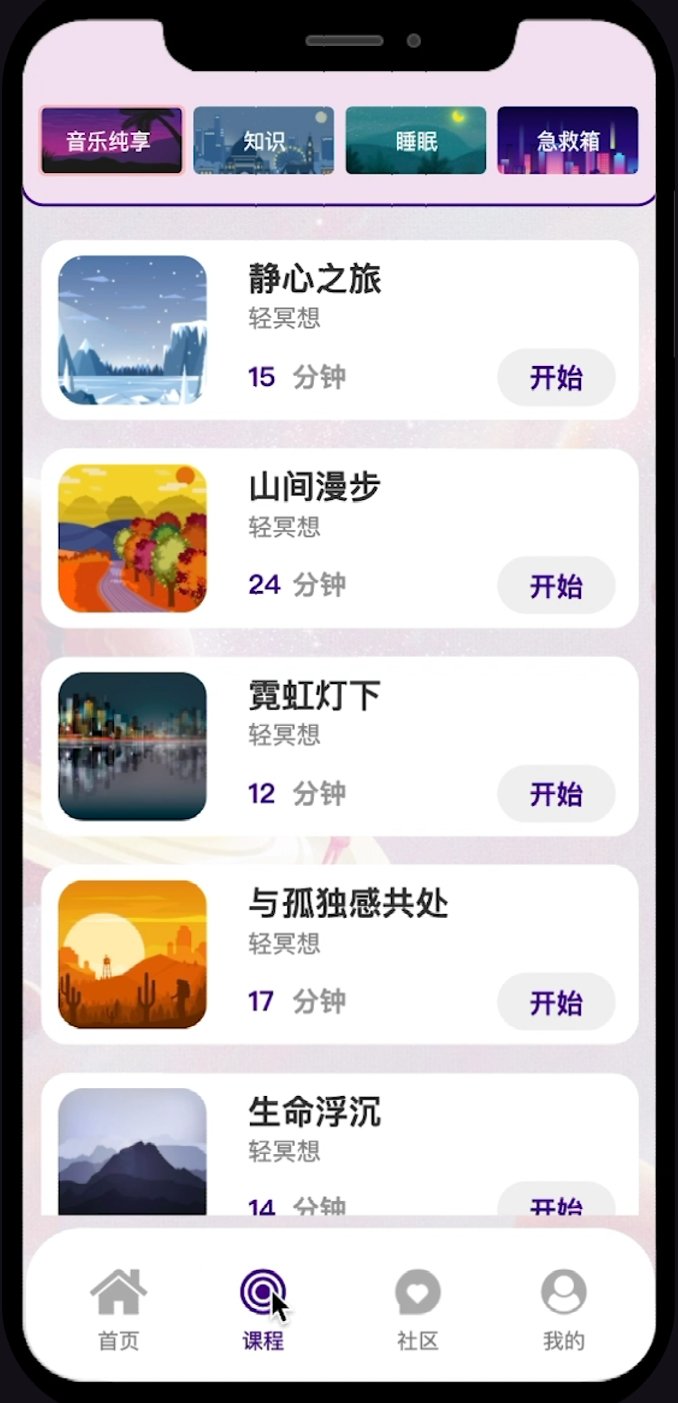 音乐纯享 知识 睡眠 急救箱
静心之旅
轻冥想
15 分钟 开始
山间漫步
轻冥想
24 分钟 开始
霓虹灯下
轻冥想
12 分钟 开始
与孤独感共处
轻冥想
17 分钟 开始
生命浮沉
轻冥想
14 分钟 开始
首页 课程 社区 我的